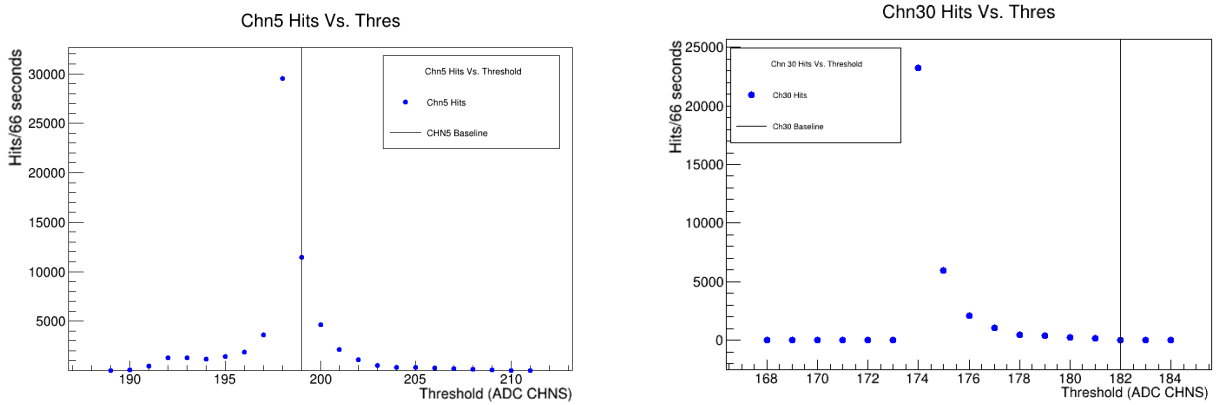 Chn5 Hits Vs. Thres
Hits/66 seconds
30000
25000
20000
15000
10000
5000
Chn5 Hits Vs. Threshold
Chn5 Hits
CHN5 Baseline
190 195 200 205 210
Threshold (ADC CHNS)
Chn30 Hits Vs. Thres
Hits/66 seconds
25000
20000
15000
10000
5000
0
Chn 30 Hits Vs. Threshold
Ch30 Hits
Ch30 Baseline
168 170 172 174 176 178 180 182 184
Threshold (ADC CHNS)